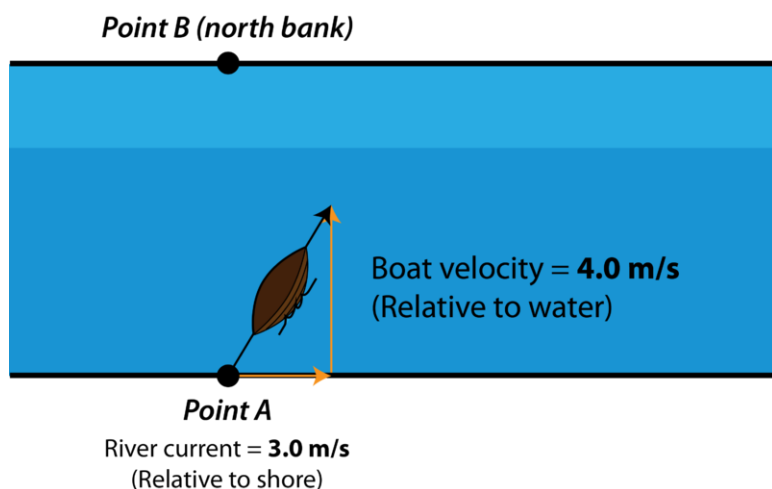 Point B (north bank)
Boat velocity = 4.0 m/s
(Relative to water)
Point A
River current = 3.0 m/s
(Relative to shore)